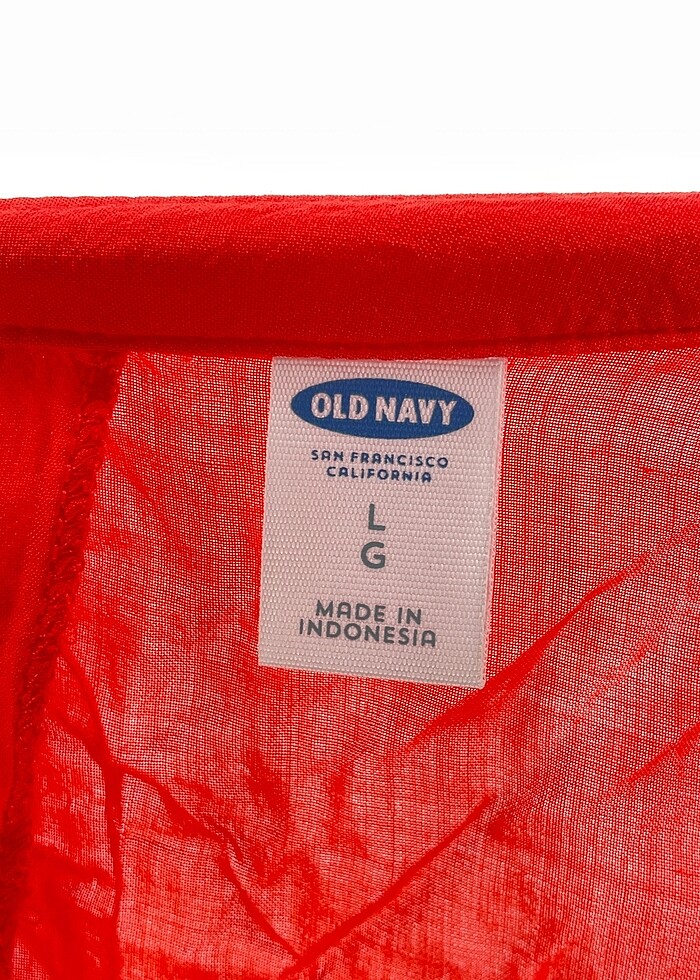 OLD NAVY
SAN FRANCISCO
CALIFORNIA
L
G
MADE IN
INDONESIA